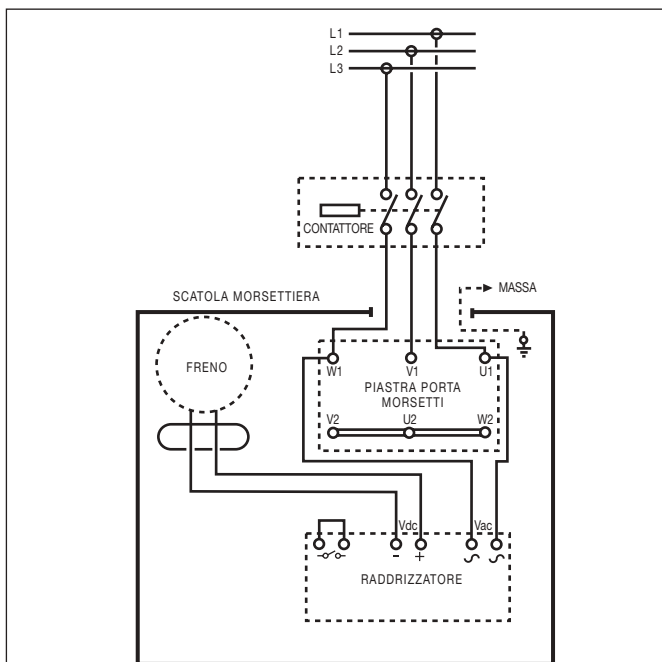 L1
L2
L3
CONTATTORE
SCATOLA MORSETTIERA
MASSA
FRENO
W1 V1 U1
PIASTRA PORTA
MORSETTI
V2 U2 W2
Vdc Vac
- +
RADDRIZZATORE